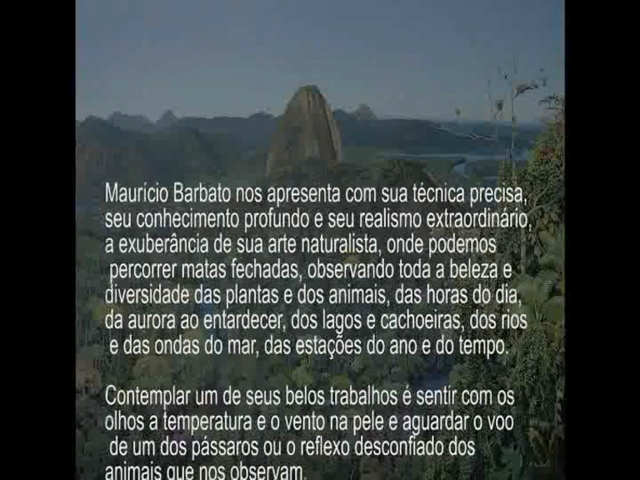 Mauricio Barbato nos apresenta com sua técnica precisa,
seu conhecimento profundo e seu realismo extraordinário,
a exuberância de sua arte naturalista, onde podemos
percorrer matas fechadas, observando toda a beleza e
diversidade das plantas e dos animais, das horas do dia,
da aurora ao entardecer, dos lagos e cachoeiras, dos rios
e das ondas do mar, das estações do ano e do tempo.
Contemplar um de seus belos trabalhos é sentir com os
olhos a temperatura e o vento na pele e aguardar o voo
de um dos pássaros ou o reflexo desconfiado dos
animais que nos observam.